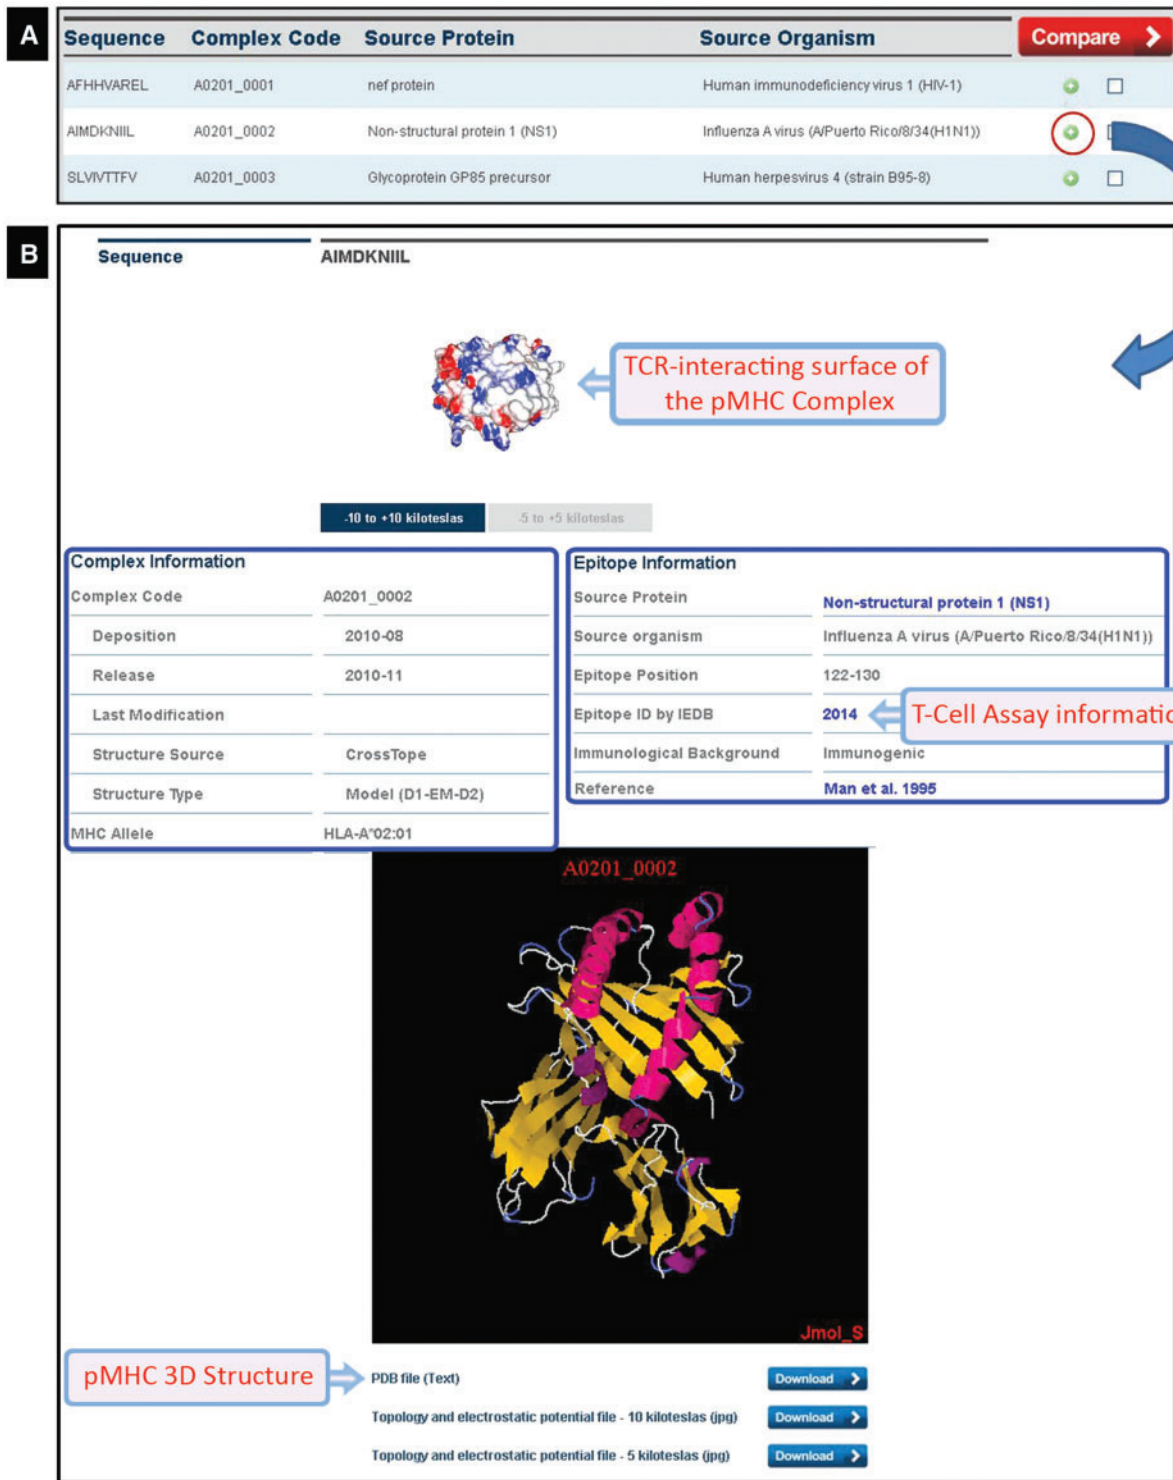 A
Sequence Complex Code Source Protein Source Organism Compare
AFHHVAREL A0201_0001 nef protein Human immunodeficiency virus 1 (HIV-1)
AIMDKNIIL A0201_0002 Non-structural protein 1 (NS1) Influenza A virus (A/Puerto Rico/8/34(H1N1))
SLVIVTTFV A0201_0003 Glycoprotein GP85 precursor Human herpesvirus 4 (strain B95-8)
B
Sequence AIMDKNIIL
TCR-interacting surface of
the pMHC Complex
-10 to +10 kiloteslas -5 to +5 kiloteslas
Complex Information
Complex Code A0201_0002
Deposition 2010-08
Release 2010-11
Last Modification
Structure Source CrossTope
Structure Type Model (D1-EM-D2)
MHC Allele HLA-A*02:01
Epitope Information
Source Protein Non-structural protein 1 (NS1)
Source organism Influenza A virus (A/Puerto Rico/8/34(H1N1))
Epitope Position 122-130
Epitope ID by IEDB 2014 T-Cell Assay informatic
Immunological Background Immunogenic
Reference Man et al. 1995
A0201_0002
Jmol_S
pMHC 3D Structure PDB file (Text) Download
Topology and electrostatic potential file - 10 kiloteslas (jpg) Download
Topology and electrostatic potential file - 5 kiloteslas (jpg) Download